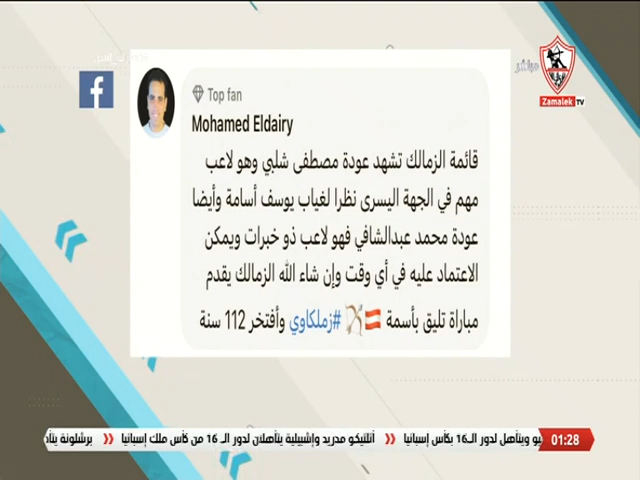 مباشر
Zamalek TV
Top fan
Mohamed Eldairy
قائمة الزمالك تشهد عودة مصطفى شلبي وهو لاعب
مهم في الجهة اليسرى نظرا لغياب يوسف أسامة وأيضا
عودة محمد عبدالشافي فهو لاعب ذو خبرات ويمكن
الاعتماد عليه في أي وقت وإن شاء الله الزمالك يقدم
مباراة تليق بأسمة 🇦🇹🏹 #زملكاوي وأفتخر 112 سنة
01:28 يو ويتأهل لدور الـ16 بكأس إسبانيا » أتلتيكو مدريد وإشبيلية يتأهلان لدور الـ 16 من كأس ملك إسبانيا » برشلونة يتأه